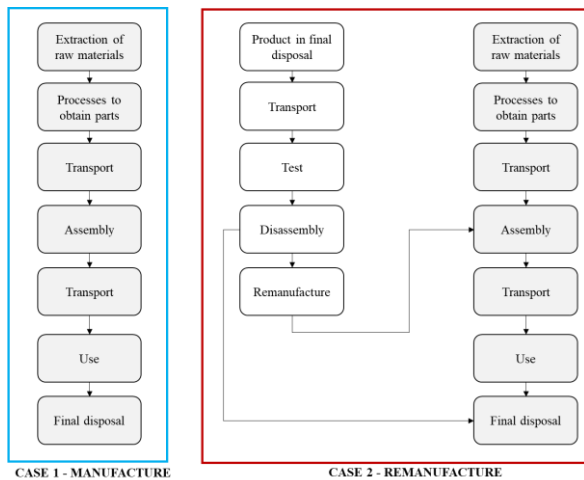 Extraction of
raw materials
Processes to
obtain parts
Transport
Assembly
Transport
Use
Final disposal
CASE 1 - MANUFACTURE
Product in final
disposal
Transport
Test
Disassembly
Remanufacture
Extraction of
raw materials
Processes to
obtain parts
Transport
Assembly
Transport
Use
Final disposal
CASE 2 - REMANUFACTURE